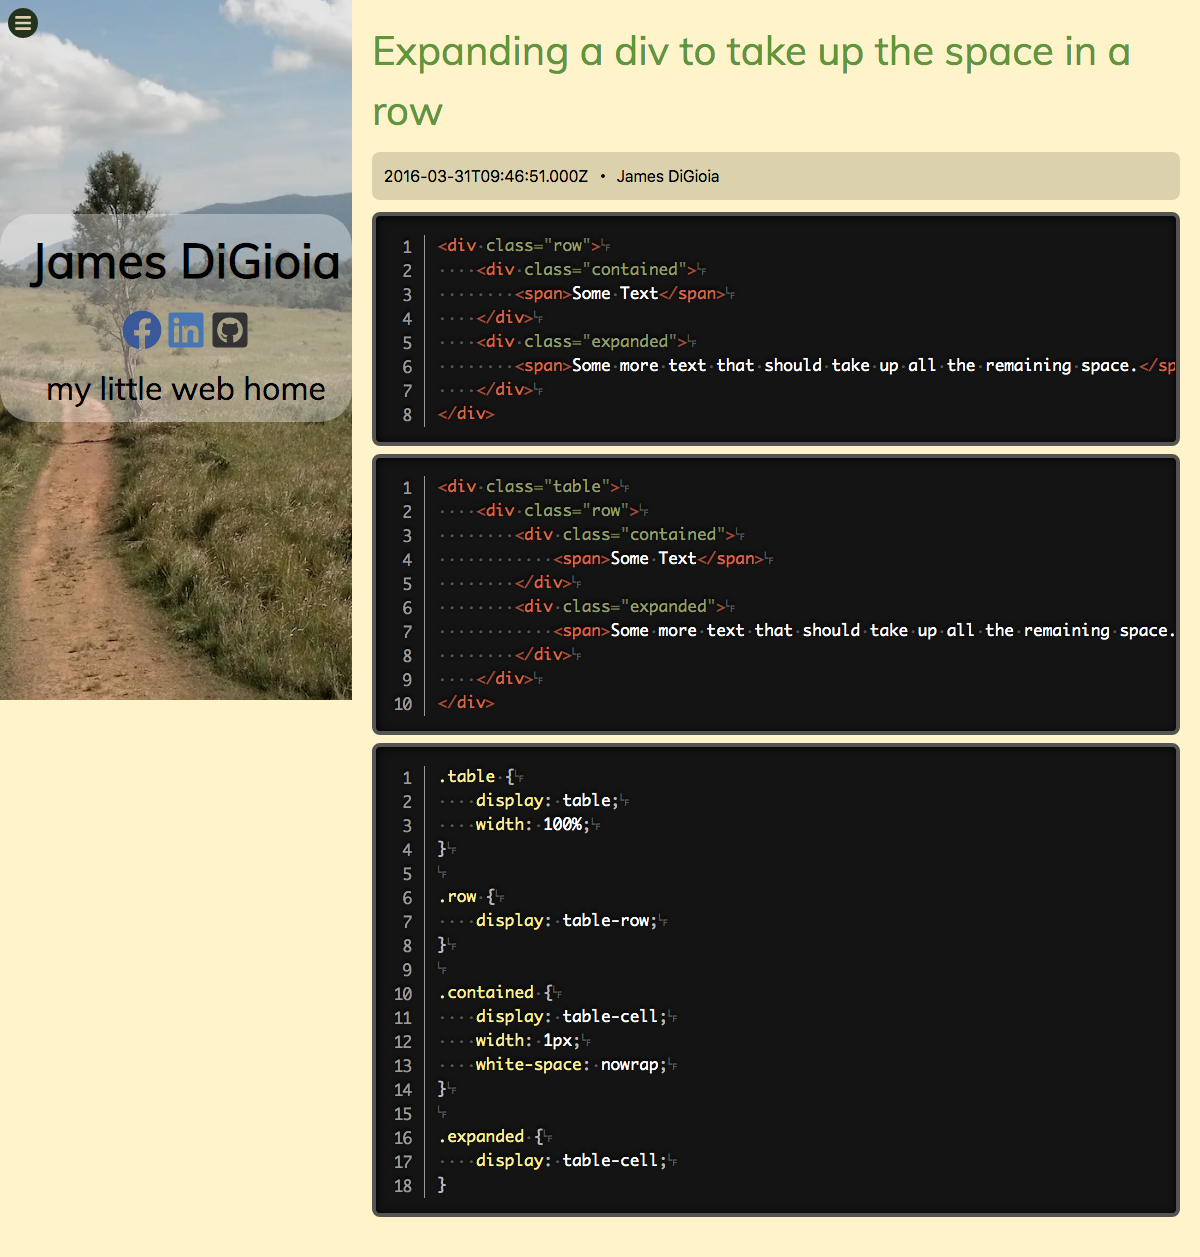 James DiGioia
my little web home
Expanding a div to take up the space in a
row
2016-03-31T09:46:51.000Z • James DiGioia
1 <div class="row">
2     <div class="contained">
3         <span>Some Text</span>
4     </div>
5     <div class="expanded">
6         <span>Some more text that should take up all the remaining space.</sp
7     </div>
8 </div>
1 <div class="table">
2     <div class="row">
3         <div class="contained">
4             <span>Some Text</span>
5         </div>
6         <div class="expanded">
7             <span>Some more text that should take up all the remaining space.
8         </div>
9     </div>
10 </div>
1 .table {
2     display: table;
3     width: 100%;
4 }
5
6 .row {
7     display: table-row;
8 }
9
10 .contained {
11     display: table-cell;
12     width: 1px;
13     white-space: nowrap;
14 }
15
16 .expanded {
17     display: table-cell;
18 }